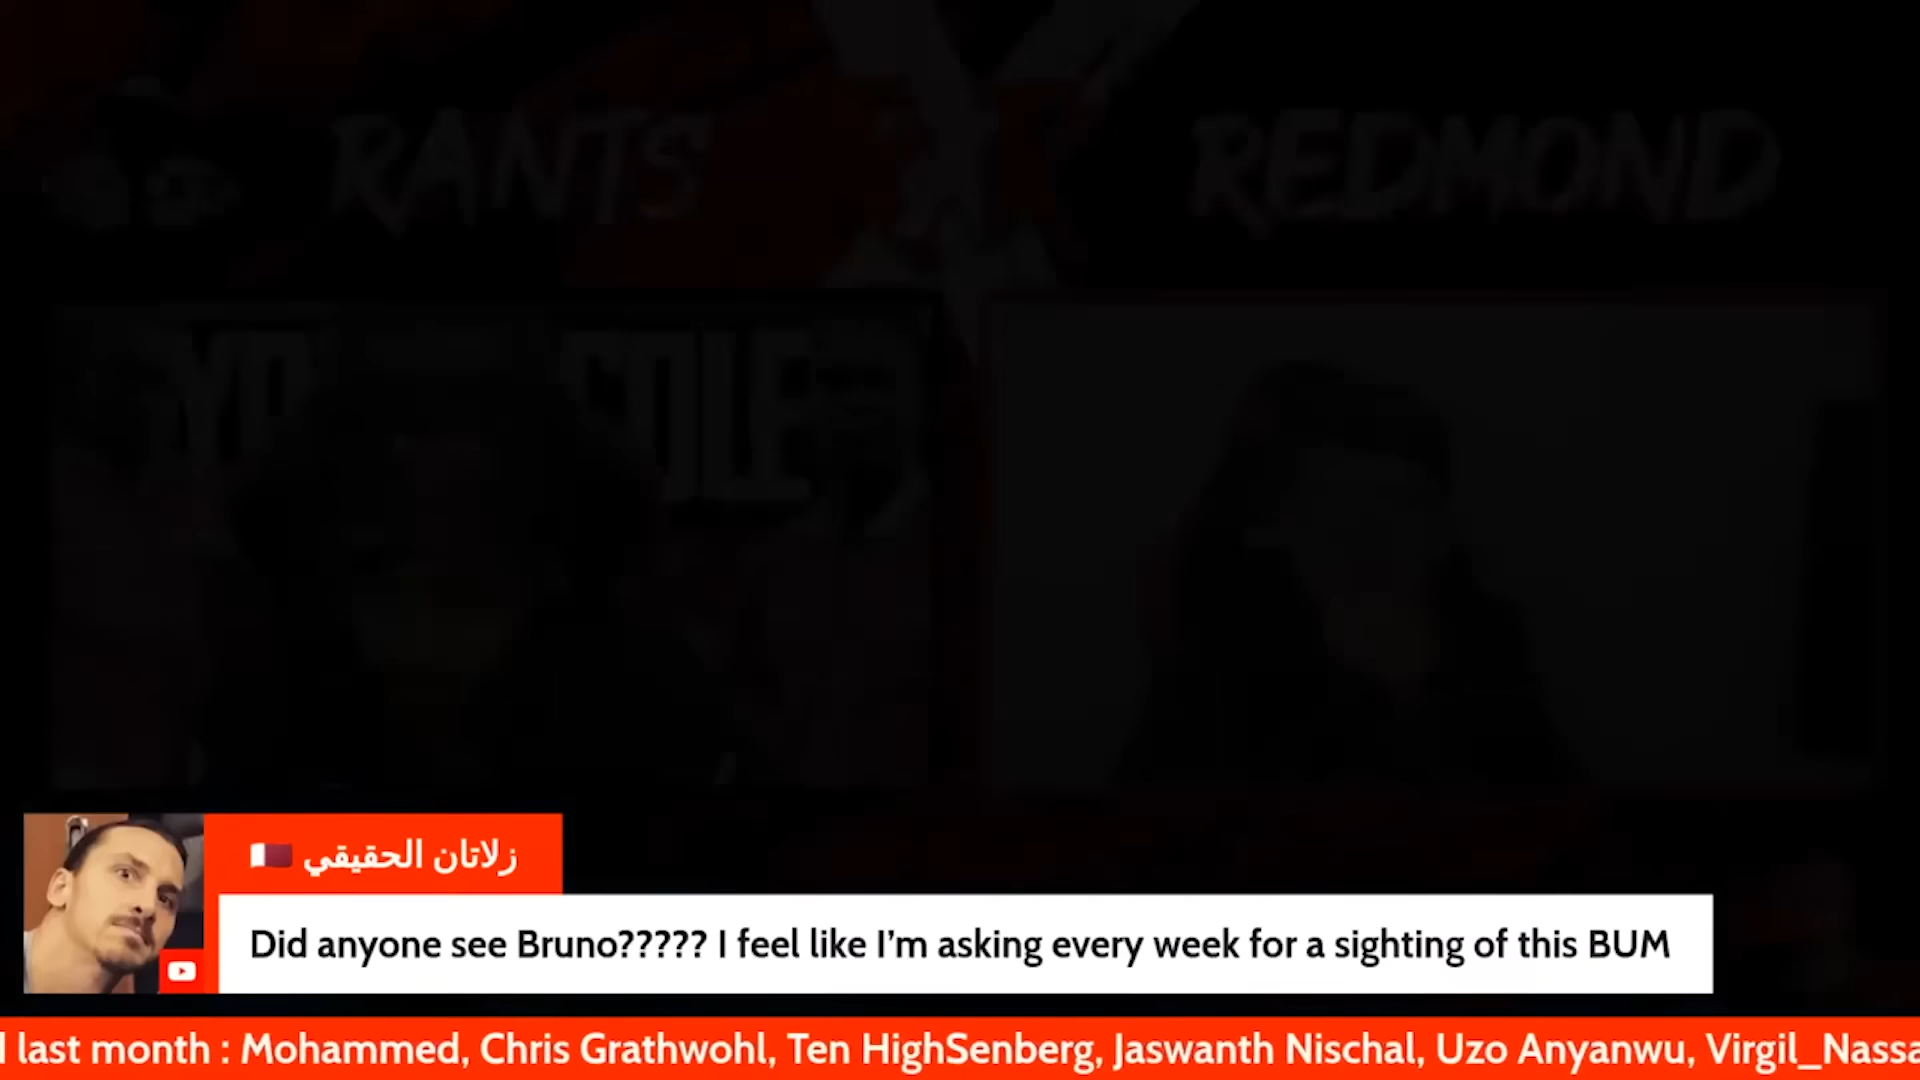 RANTS X REDMOND
زلاتان الحقيقي
Did anyone see Bruno????? I feel like I'm asking every week for a sighting of this BUM
last month : Mohammed, Chris Grathwohl, Ten HighSenberg, Jaswanth Nischal, Uzo Anyanwu, Virgil_Nassa